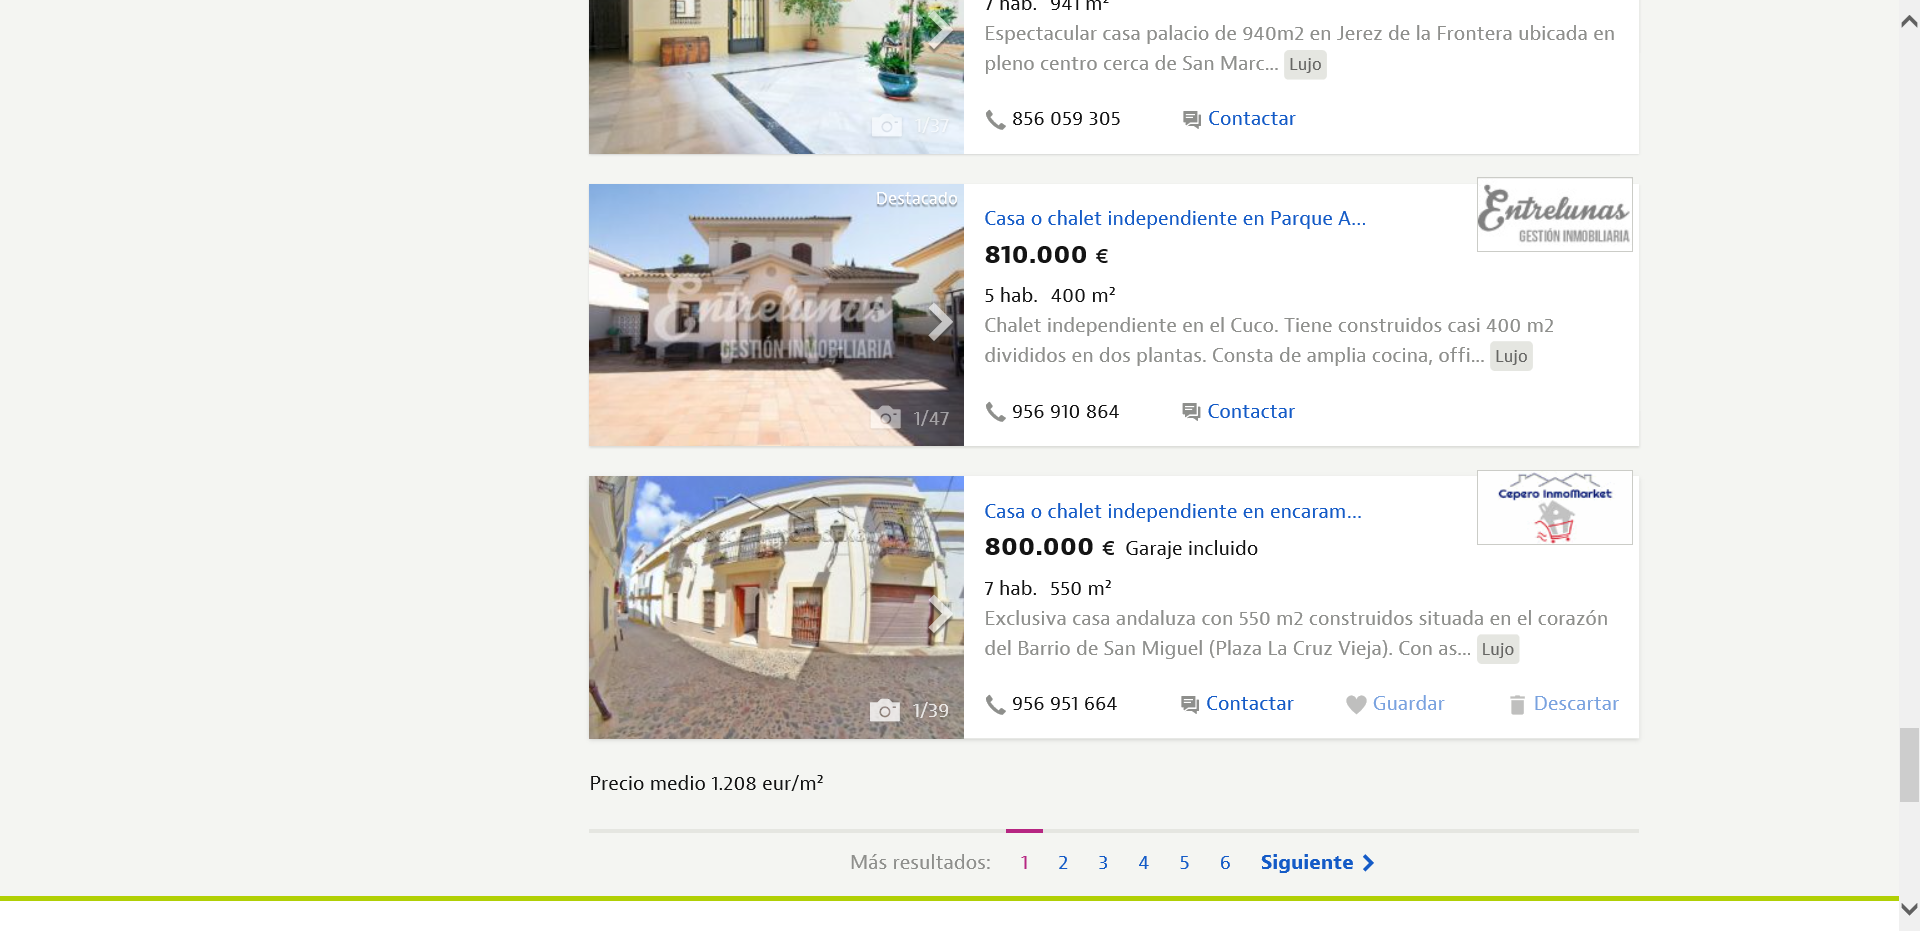 7 hab. 941 m²
Espectacular casa palacio de 940m2 en Jerez de la Frontera ubicada en
pleno centro cerca de San Marc... Lujo
1/37
856 059 305 Contactar
Destacado
Entrelunas
GESTIÓN INMOBILIARIA
1/47
Casa o chalet independiente en Parque A...
Entrelunas
GESTIÓN INMOBILIARIA
810.000 €
5 hab. 400 m²
Chalet independiente en el Cuco. Tiene construidos casi 400 m2
divididos en dos plantas. Consta de amplia cocina, offi... Lujo
956 910 864 Contactar
1/39
Casa o chalet independiente en encaram...
Cepero InmoMarket
800.000 € Garaje incluido
7 hab. 550 m²
Exclusiva casa andaluza con 550 m2 construidos situada en el corazón
del Barrio de San Miguel (Plaza La Cruz Vieja). Con as... Lujo
956 951 664 Contactar Guardar Descartar
Precio medio 1.208 eur/m²
Más resultados: 1 2 3 4 5 6 Siguiente